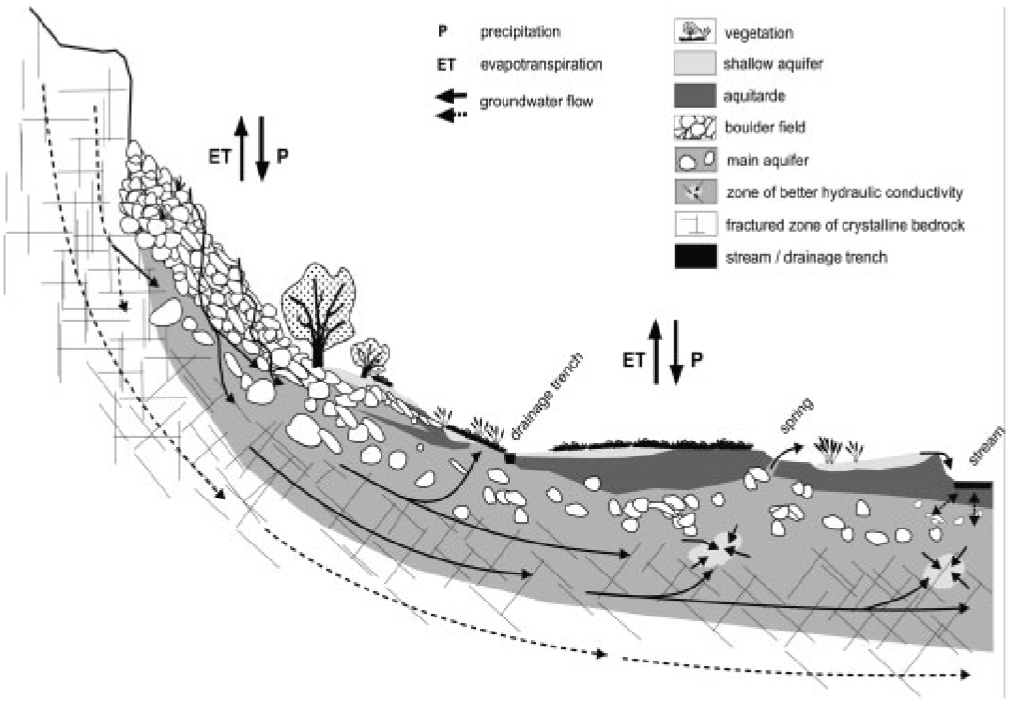 P precipitation
ET evapotranspiration
groundwater flow
vegetation
shallow aquifer
aquitarde
boulder field
main aquifer
zone of better hydraulic conductivity
fractured zone of crystalline bedrock
stream / drainage trench
ET P
ET P
drainage trench
spring
stream